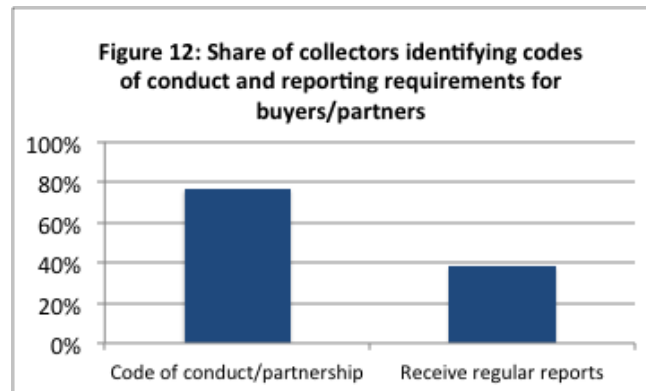 Figure 12: Share of collectors identifying codes
of conduct and reporting requirements for
buyers/partners
100%
80%
60%
40%
20%
0%
Code of conduct/partnership
Receive regular reports